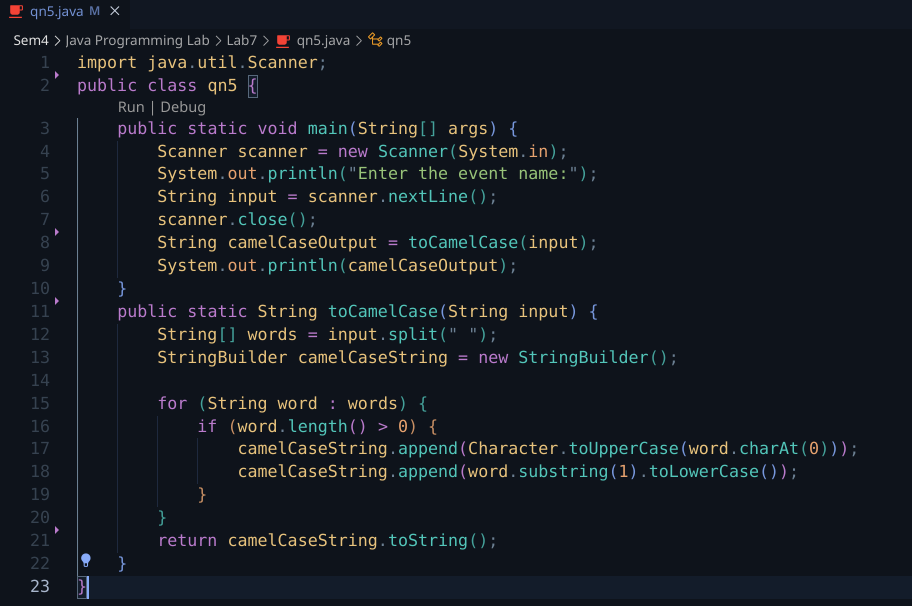 qn5.java M ×
Sem4 > Java Programming Lab > Lab7 > qn5.java > qn5
1 import java.util.Scanner;
2 public class qn5 {
Run | Debug
3     public static void main(String[] args) {
4         Scanner scanner = new Scanner(System.in);
5         System.out.println("Enter the event name:");
6         String input = scanner.nextLine();
7         scanner.close();
8         String camelCaseOutput = toCamelCase(input);
9         System.out.println(camelCaseOutput);
10     }
11     public static String toCamelCase(String input) {
12         String[] words = input.split(" ");
13         StringBuilder camelCaseString = new StringBuilder();
14
15         for (String word : words) {
16             if (word.length() > 0) {
17                 camelCaseString.append(Character.toUpperCase(word.charAt(0)));
18                 camelCaseString.append(word.substring(1).toLowerCase());
19             }
20         }
21         return camelCaseString.toString();
22     }
23 }